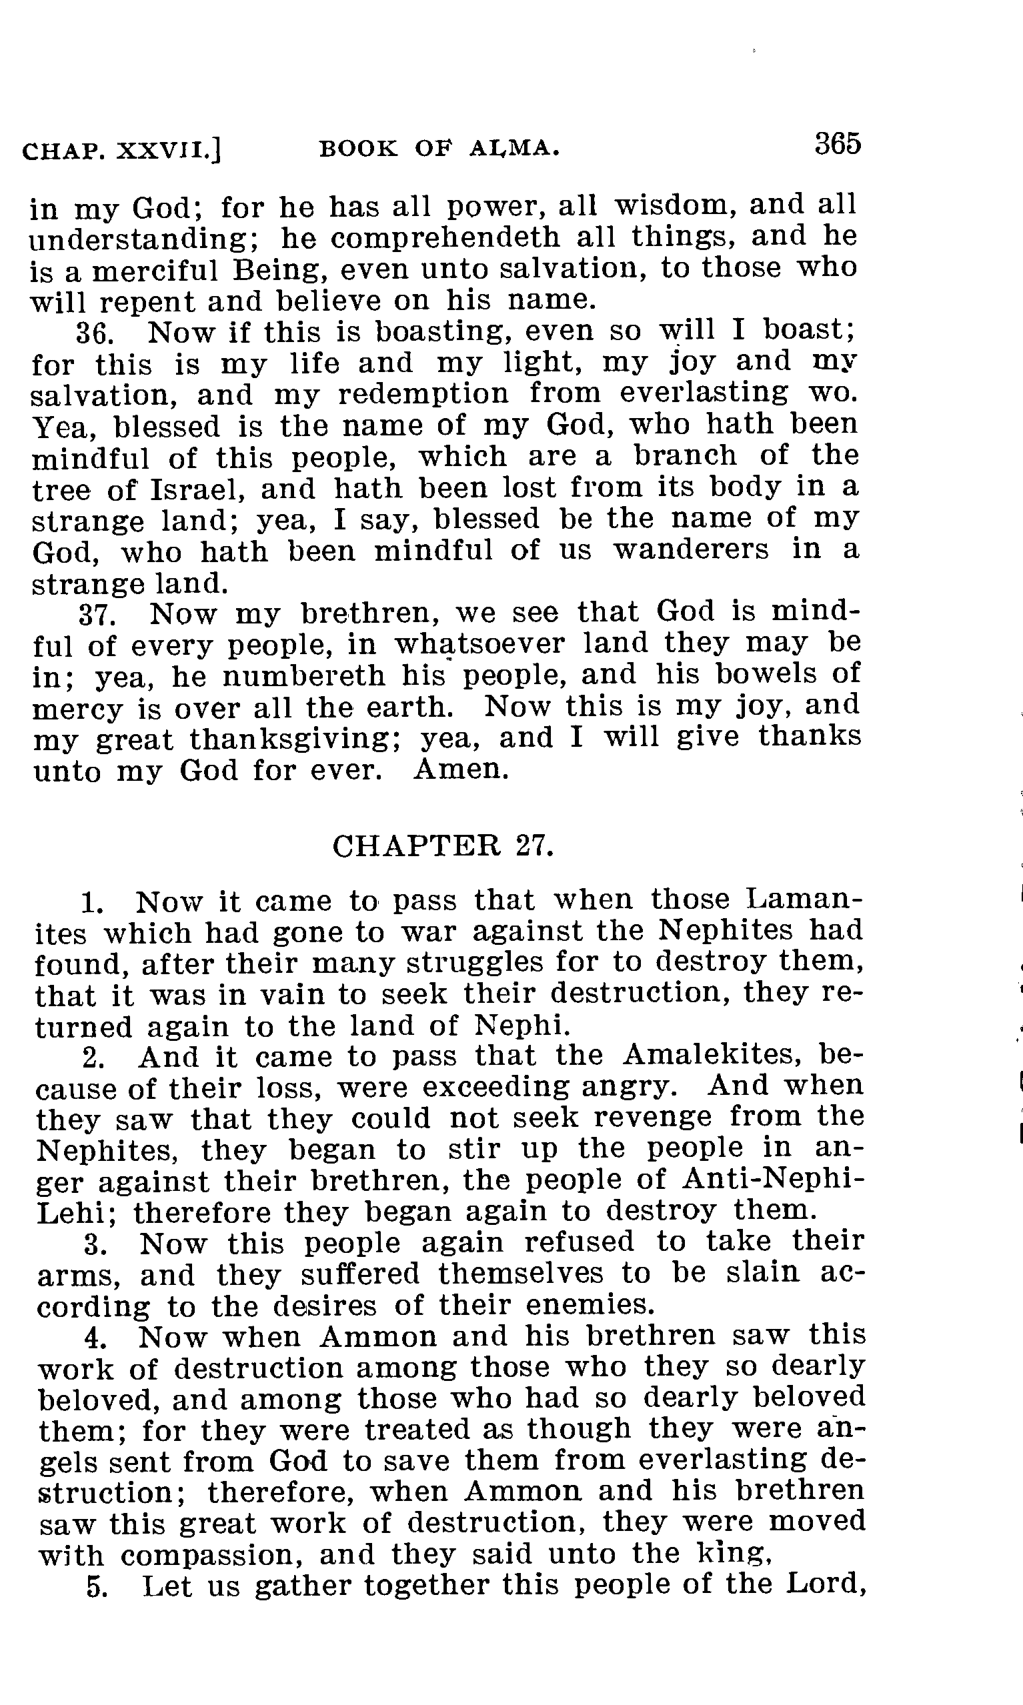 CHAP. XXVII.] BOOK OF ALMA. 365
in my God; for he has all power, all wisdom, and all
understanding; he comprehendeth all things, and he
is a merciful Being, even unto salvation, to those who
will repent and believe on his name.
36. Now if this is boasting, even so will I boast;
for this is my life and my light, my joy and my
salvation, and my redemption from everlasting wo.
Yea, blessed is the name of my God, who hath been
mindful of this people, which are a branch of the
tree of Israel, and hath been lost from its body in a
strange land; yea, I say, blessed be the name of my
God, who hath been mindful of us wanderers in a
strange land.
37. Now my brethren, we see that God is mind-
ful of every people, in whatsoever land they may be
in; yea, he numbereth his people, and his bowels of
mercy is over all the earth. Now this is my joy, and
my great thanksgiving; yea, and I will give thanks
unto my God for ever. Amen.
CHAPTER 27.
1. Now it came to pass that when those Laman-
ites which had gone to war against the Nephites had
found, after their many struggles for to destroy them,
that it was in vain to seek their destruction, they re-
turned again to the land of Nephi.
2. And it came to pass that the Amalekites, be-
cause of their loss, were exceeding angry. And when
they saw that they could not seek revenge from the
Nephites, they began to stir up the people in an-
ger against their brethren, the people of Anti-Nephi-
Lehi; therefore they began again to destroy them.
3. Now this people again refused to take their
arms, and they suffered themselves to be slain ac-
cording to the desires of their enemies.
4. Now when Ammon and his brethren saw this
work of destruction among those who they so dearly
beloved, and among those who had so dearly beloved
them; for they were treated as though they were an-
gels sent from God to save them from everlasting de-
struction; therefore, when Ammon and his brethren
saw this great work of destruction, they were moved
with compassion, and they said unto the king,
5. Let us gather together this people of the Lord,